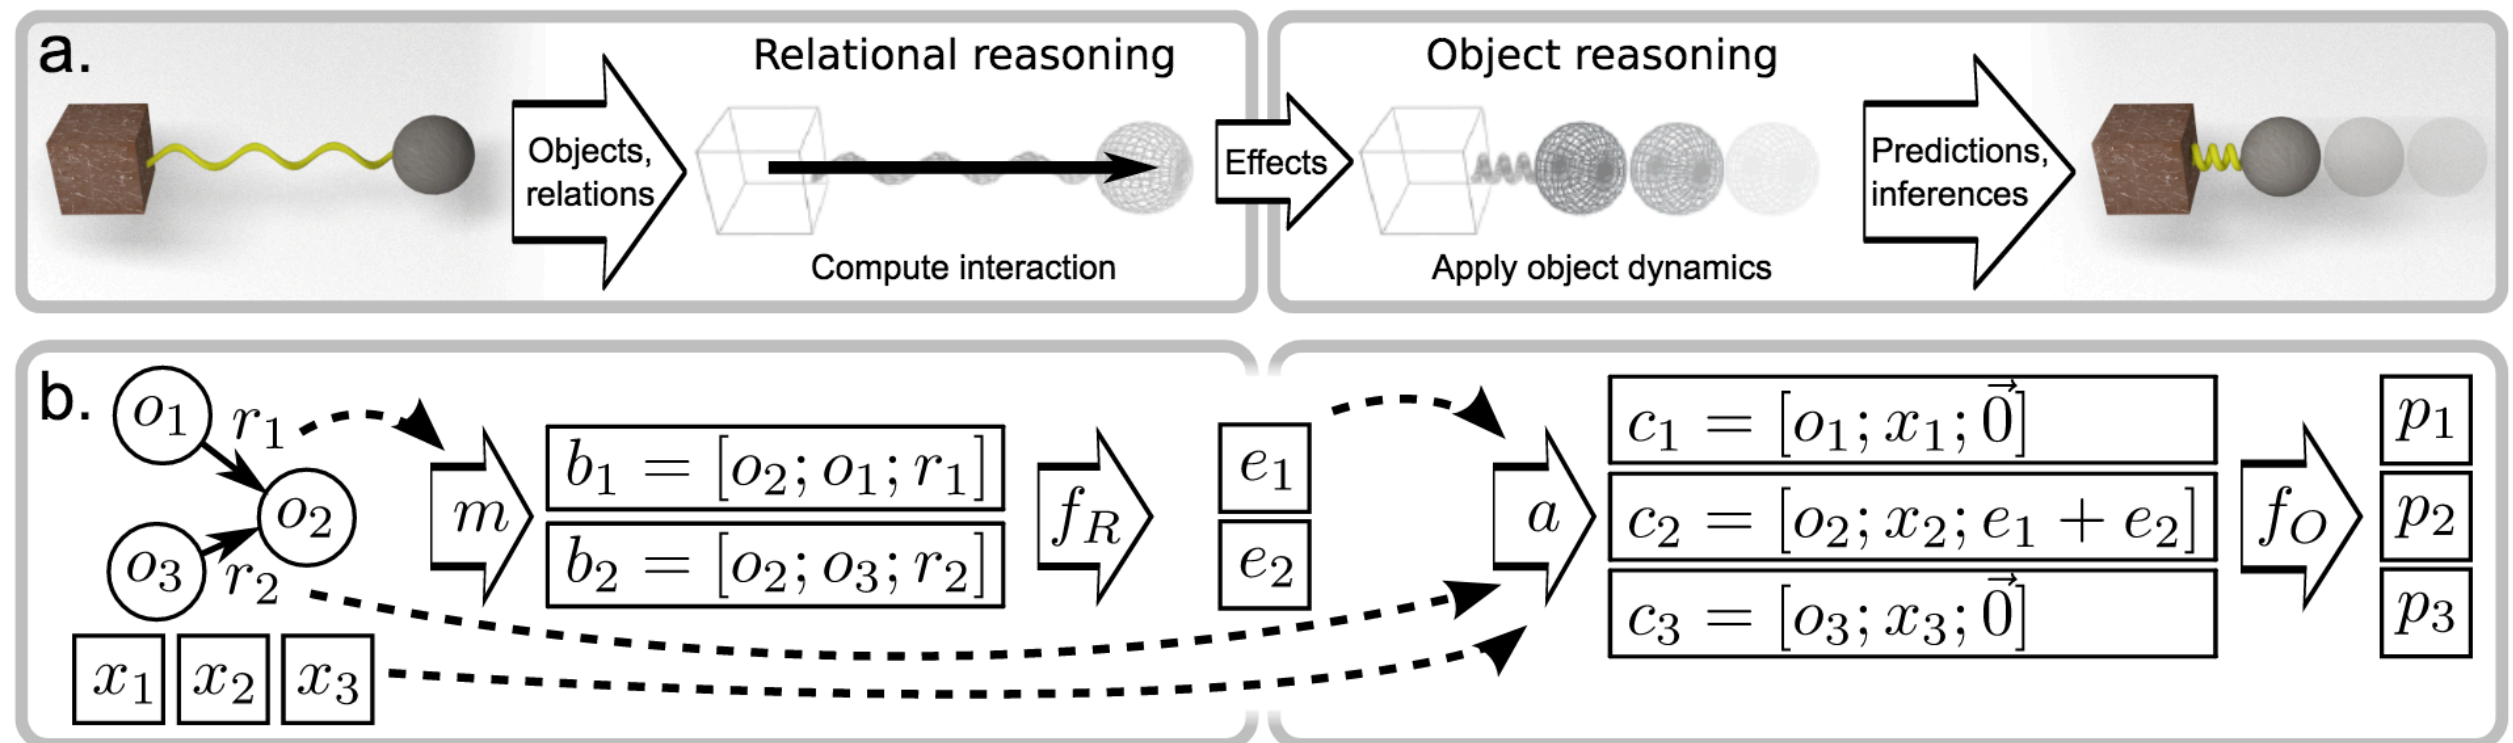 a.
Relational reasoning
Object reasoning
Objects,
relations
Effects
Predictions,
inferences
Compute interaction
Apply object dynamics
b.
o₁
r₁
o₂
o₃
r₂
x₁ x₂ x₃
m
b₁ = [o₂; o₁; r₁]
b₂ = [o₂; o₃; r₂]
f_R
e₁
e₂
a
c₁ = [o₁; x₁; 0⃗]
c₂ = [o₂; x₂; e₁ + e₂]
c₃ = [o₃; x₃; 0⃗]
f_O
p₁
p₂
p₃